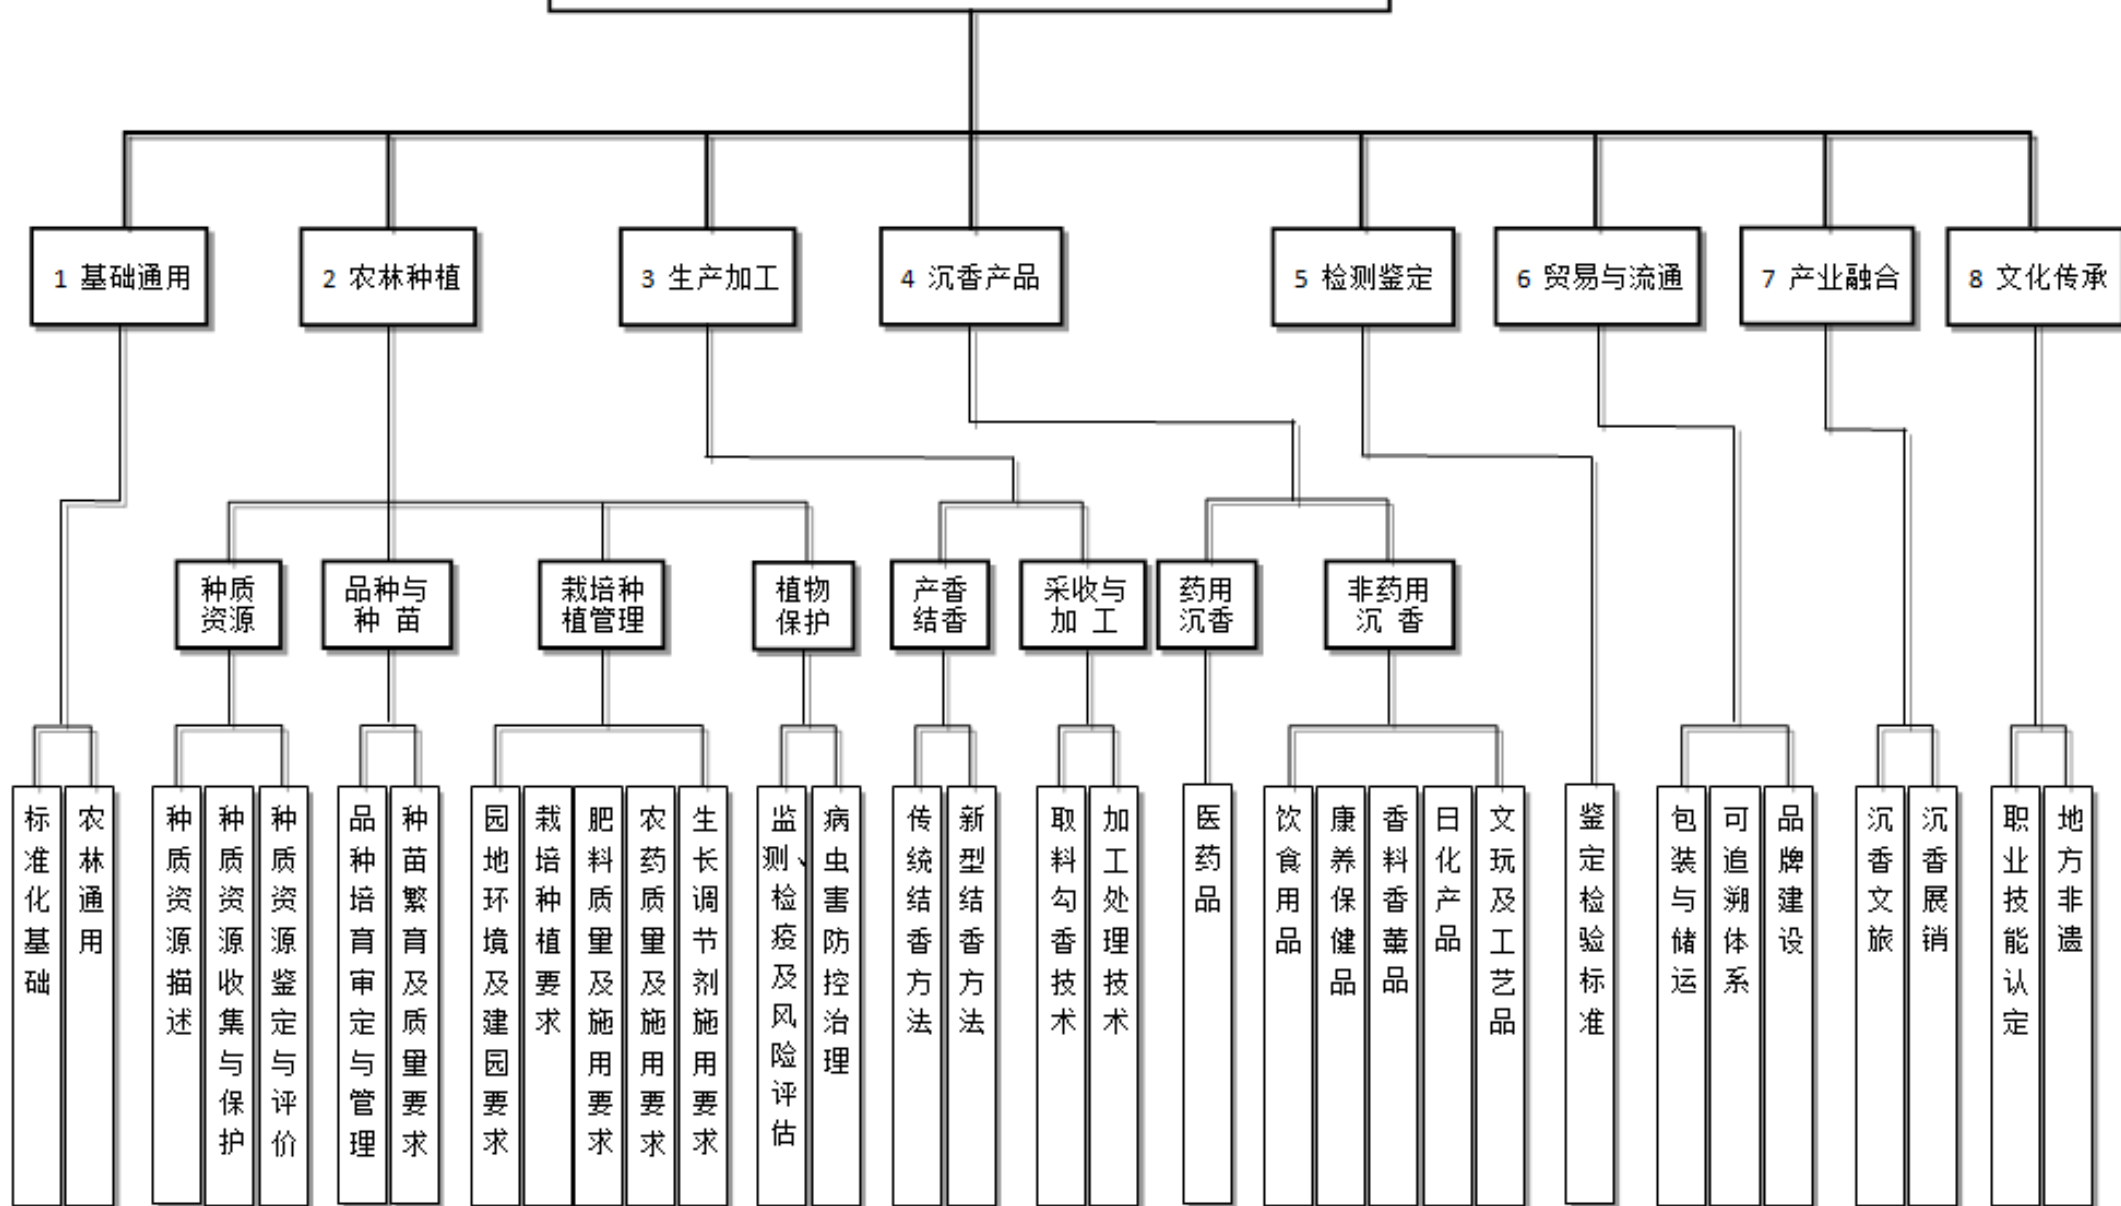 1 基础通用
2 农林种植
3 生产加工
4 沉香产品
5 检测鉴定
6 贸易与流通
7 产业融合
8 文化传承
种质
资源
品种与
种 苗
栽培种
植管理
植物
保护
产香
结香
采收与
加 工
药用
沉香
非药用
沉 香
标准化基础
农林通用
种质资源描述
种质资源收集与保护
种质资源鉴定与评价
品种培育审定与管理
种苗繁育及质量要求
园地环境及建园要求
栽培种植要求
肥料质量及施用要求
农药质量及施用要求
生长调节剂施用要求
监测、检疫及风险评估
病虫害防控治理
传统结香方法
新型结香方法
取料勾香技术
加工处理技术
医药品
饮食用品
康养保健品
香料香薰品
日化产品
文玩及工艺品
鉴定检验标准
包装与储运
可追溯体系
品牌建设
沉香文旅
沉香展销
职业技能认定
地方非遗